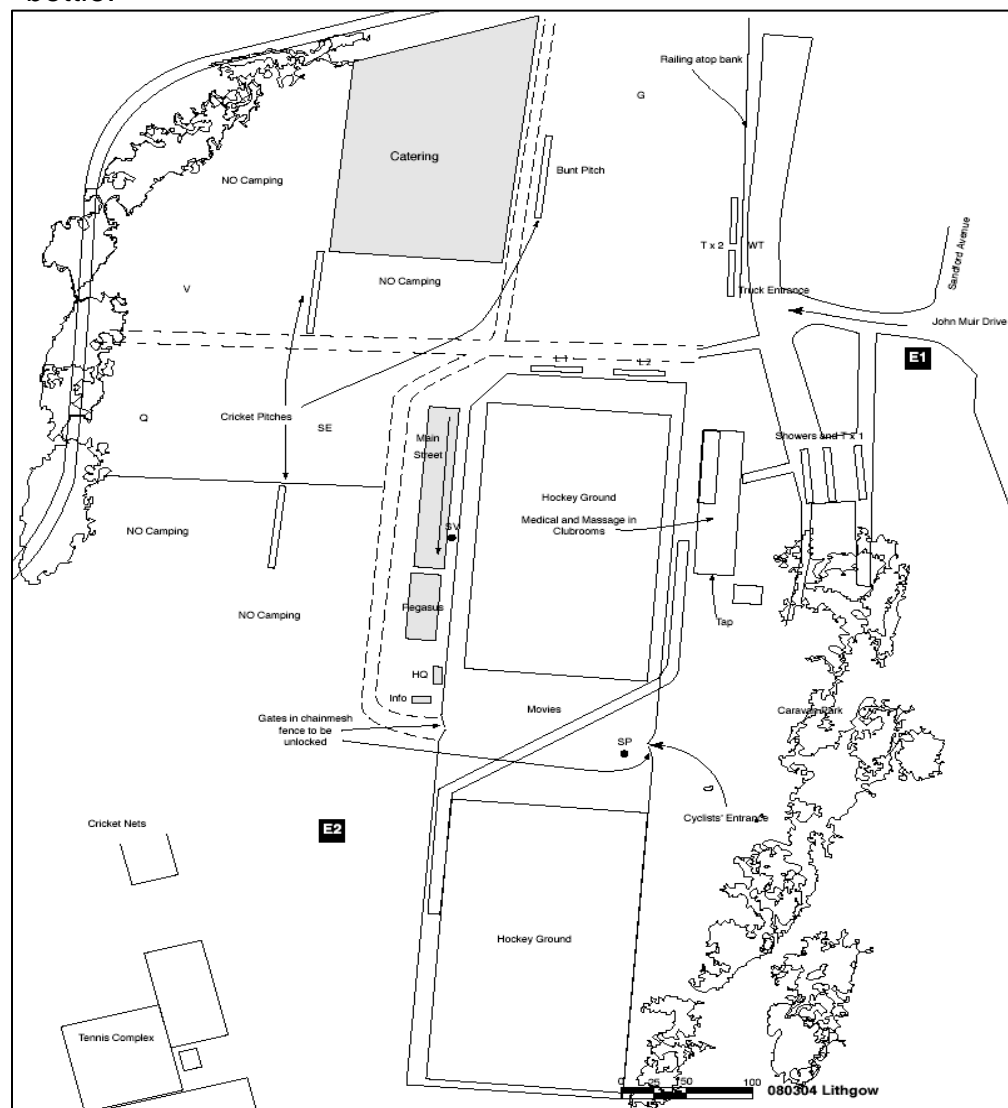 Railing atop bank
G
Catering
Bunt Pitch
NO Camping
T x 2
WT
Sandford Avenue
NO Camping
V
Truck Entrance
John Muir Drive
E1
L 1
L 2
Q
Cricket Pitches
SE
Main
Street
Showers and T x 1
Hockey Ground
Medical and Massage in
Clubrooms
NO Camping
SV
NO Camping
Pegasus
Tap
HQ
Info
Movies
Caravan Park
Gates in chainmesh
fence to be
unlocked
SP
Cyclists' Entrance
Cricket Nets
E2
Hockey Ground
Tennis Complex
0 25 50 100
080304 Lithgow